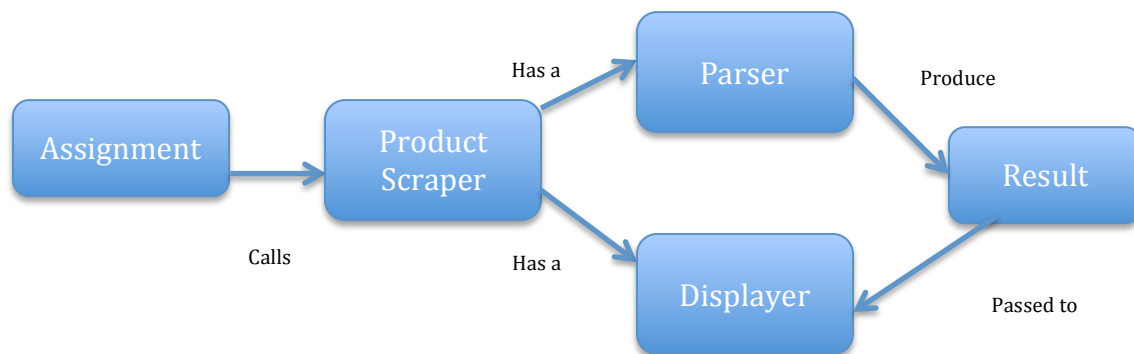 Assignment
Calls
Product
Scraper
Has a
Has a
Parser
Displayer
Produce
Result
Passed to